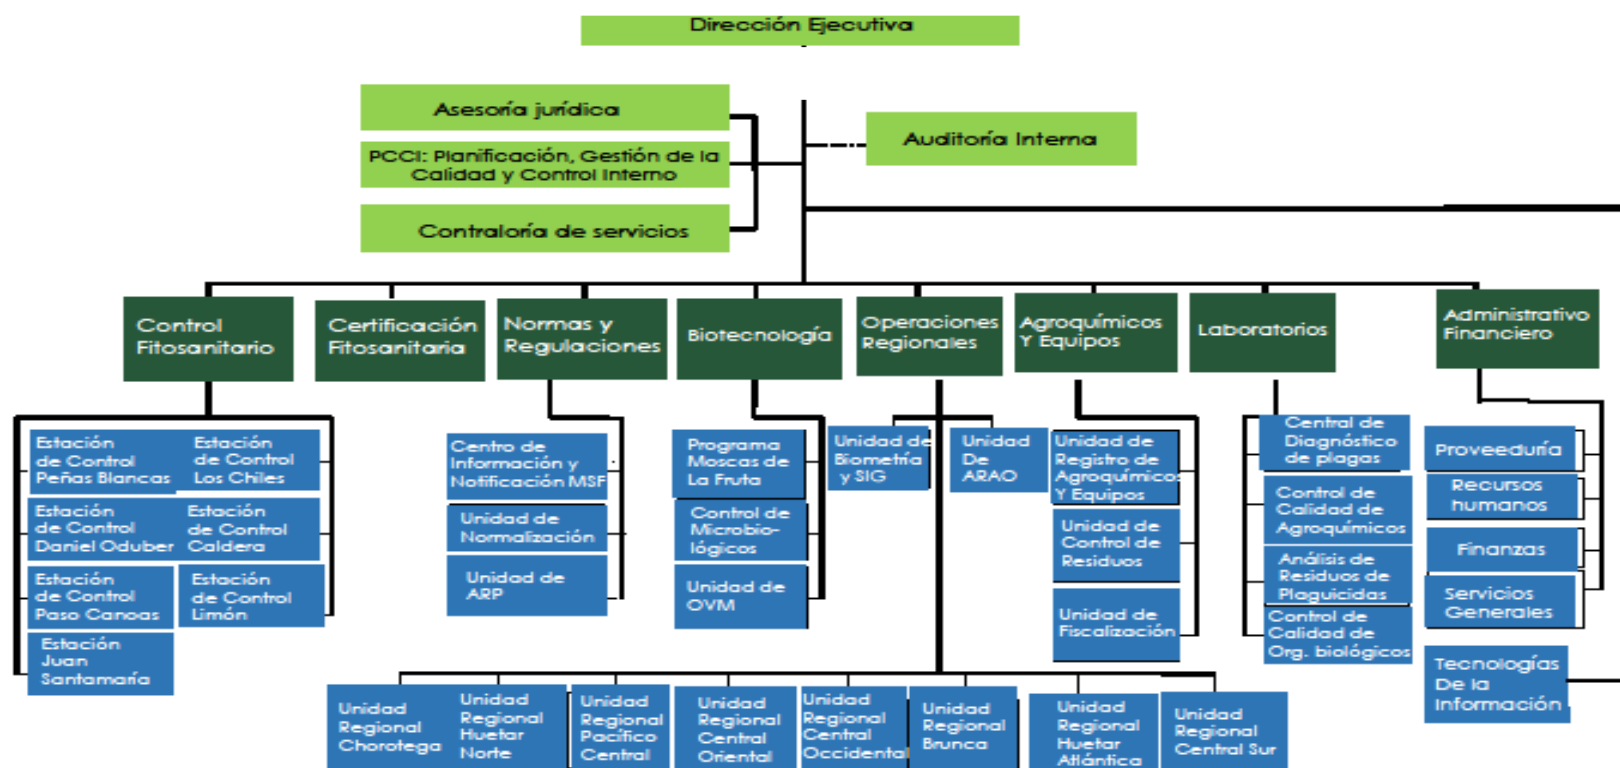 Dirección Ejecutiva
Asesoría jurídica
PCCI: Planificación, Gestión de la
Calidad y Control Interno
Contraloría de servicios
Auditoría Interna
Control
Fitosanitario
Certificación
Fitosanitaria
Normas y
Regulaciones
Biotecnología
Operaciones
Regionales
Agroquímicos
Y Equipos
Laboratorios
Administrativo
Financiero
Estación
de Control
Peñas Blancas
Estación
de Control
Los Chiles
Estación
de Control
Daniel Oduber
Estación
de Control
Caldera
Estación
de Control
Paso Canoas
Estación
de Control
Limón
Estación
Juan
Santamaría
Centro de
Información y
Notificación MSF
Unidad de
Normalización
Unidad de
ARP
Programa
Moscas de
La Fruta
Control de
Microbio-
lógicos
Unidad de
OVM
Unidad de
Biometría
y SIG
Unidad
De
ARAO
Unidad de
Registro de
Agroquímicos
Y Equipos
Unidad de
Control de
Residuos
Unidad de
Fiscalización
Central de
Diagnóstico
de plagas
Control de
Calidad de
Agroquímicos
Análisis de
Residuos de
Plaguicidas
Control de
Calidad de
Org. biológicos
Proveeduría
Recursos
humanos
Finanzas
Servicios
Generales
Tecnologías
De la
Información
Unidad
Regional
Chorotega
Unidad
Regional
Huetar
Norte
Unidad
Regional
Pacífico
Central
Unidad
Regional
Central
Oriental
Unidad
Regional
Central
Occidental
Unidad
Regional
Brunca
Unidad
Regional
Huetar
Atlántica
Unidad
Regional
Central Sur